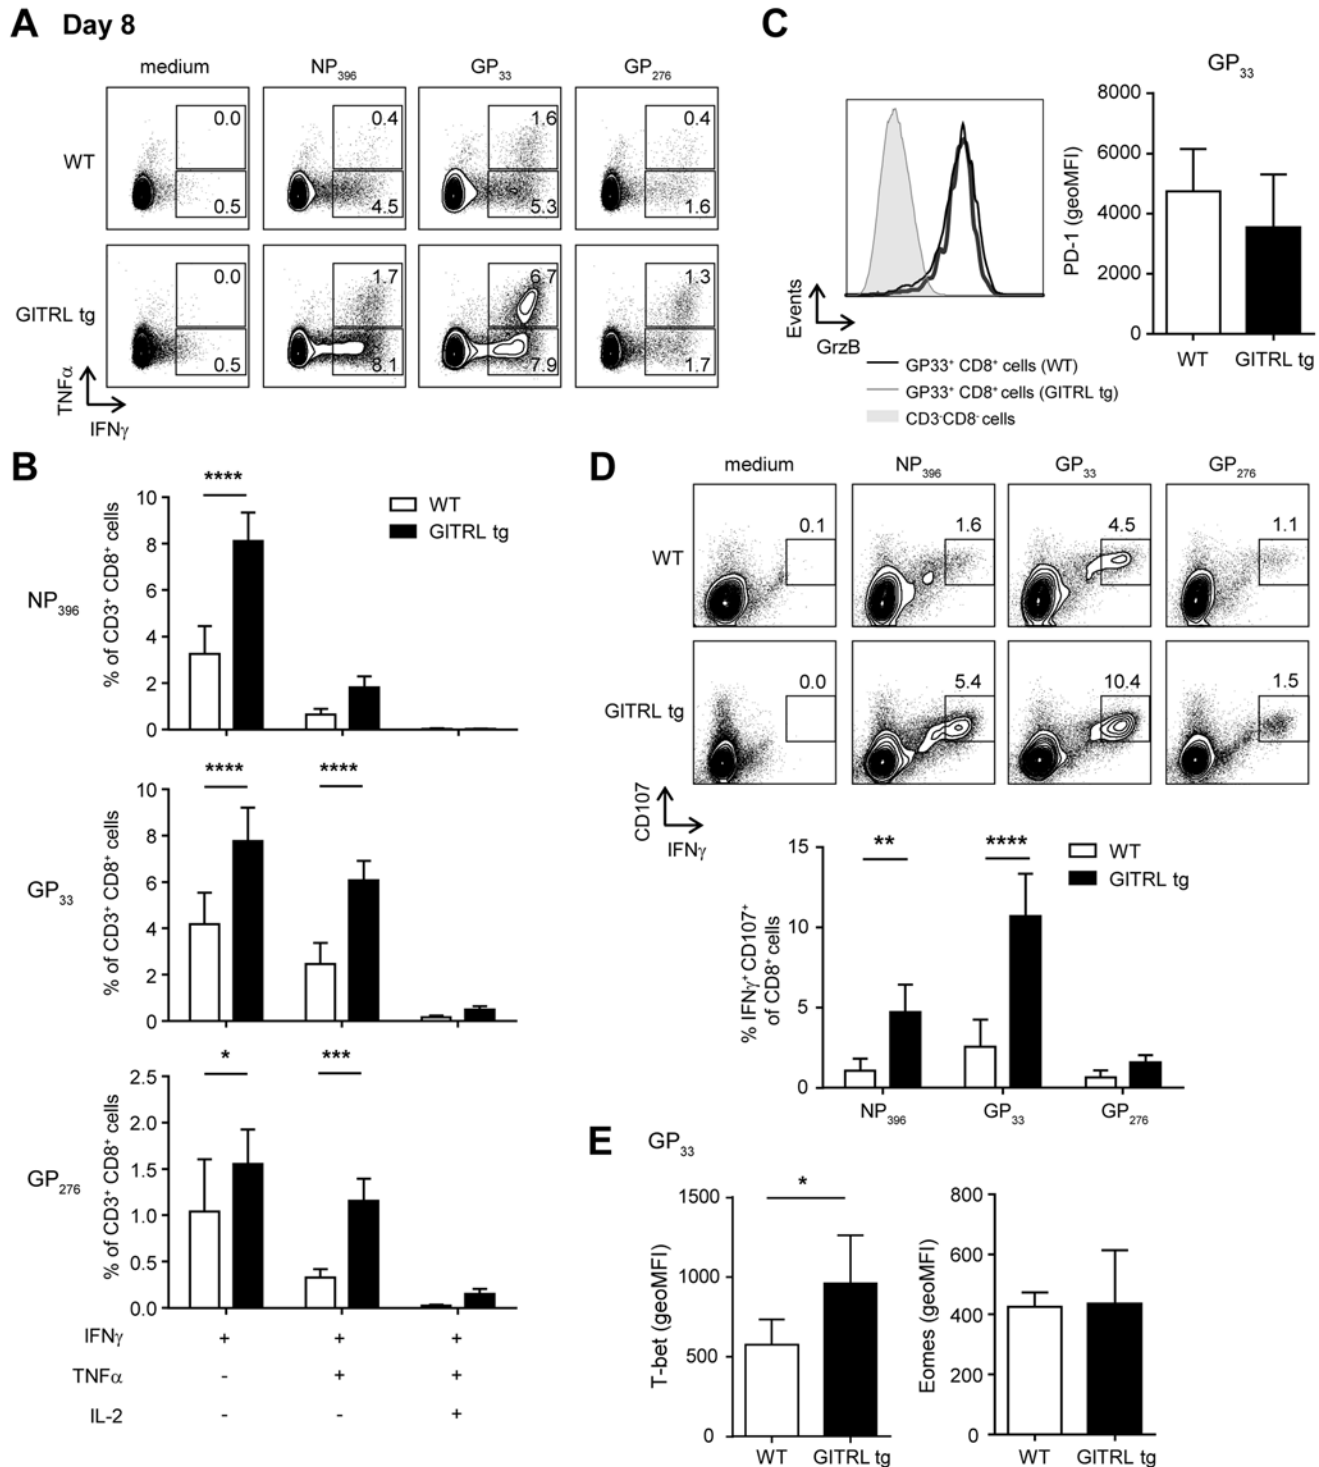 A Day 8
medium NP396 GP33 GP276
WT
0.0 0.4 1.6 0.4
0.5 4.5 5.3 1.6
GITRL tg
0.0 1.7 6.7 1.3
0.5 8.1 7.9 1.7
TNFα
IFNγ
B
WT
GITRL tg
NP396
% of CD3+ CD8+ cells
10
8
6
4
2
0
****
GP33
% of CD3+ CD8+ cells
10
8
6
4
2
0
**** ****
GP276
% of CD3+ CD8+ cells
2.5
2.0
1.5
1.0
0.5
0.0
* ***
IFNγ + + +
TNFα - + +
IL-2 - - +
C
Events
GrzB
GP33+ CD8+ cells (WT)
GP33+ CD8+ cells (GITRL tg)
CD3-CD8- cells
GP33
PD-1 (geoMFI)
8000
6000
4000
2000
0
WT GITRL tg
D
medium NP396 GP33 GP276
WT
0.1 1.6 4.5 1.1
GITRL tg
0.0 5.4 10.4 1.5
CD107
IFNγ
WT
GITRL tg
% IFNγ+ CD107+
of CD8+ cells
15
10
5
0
** ****
NP396 GP33 GP276
E GP33
T-bet (geoMFI)
1500
1000
500
0
*
WT GITRL tg
Eomes (geoMFI)
800
600
400
200
0
WT GITRL tg